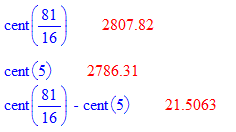 cent(81/16) 2807.82
cent(5) 2786.31
cent(81/16) - cent(5) 21.5063